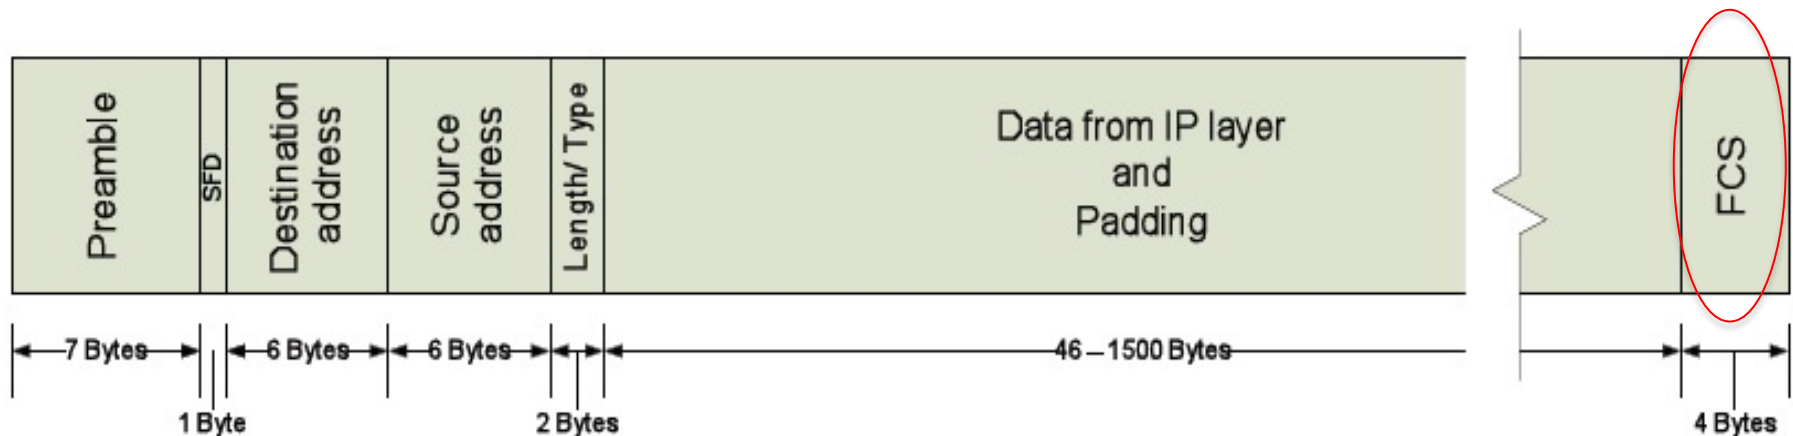 Preamble
SFD
Destination
address
Source
address
Length/ Type
Data from IP layer
and
Padding
FCS
7 Bytes
6 Bytes
6 Bytes
46 – 1500 Bytes
1 Byte
2 Bytes
4 Bytes